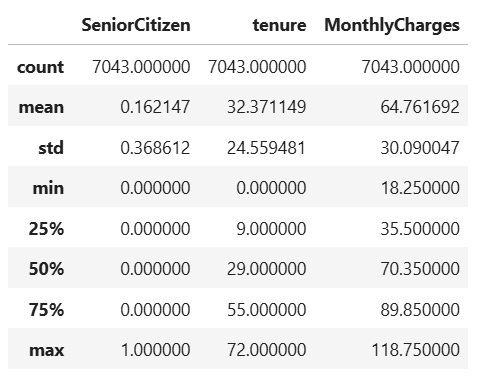 SeniorCitizen tenure MonthlyCharges
count 7043.000000 7043.000000 7043.000000
mean 0.162147 32.371149 64.761692
std 0.368612 24.559481 30.090047
min 0.000000 0.000000 18.250000
25% 0.000000 9.000000 35.500000
50% 0.000000 29.000000 70.350000
75% 0.000000 55.000000 89.850000
max 1.000000 72.000000 118.750000